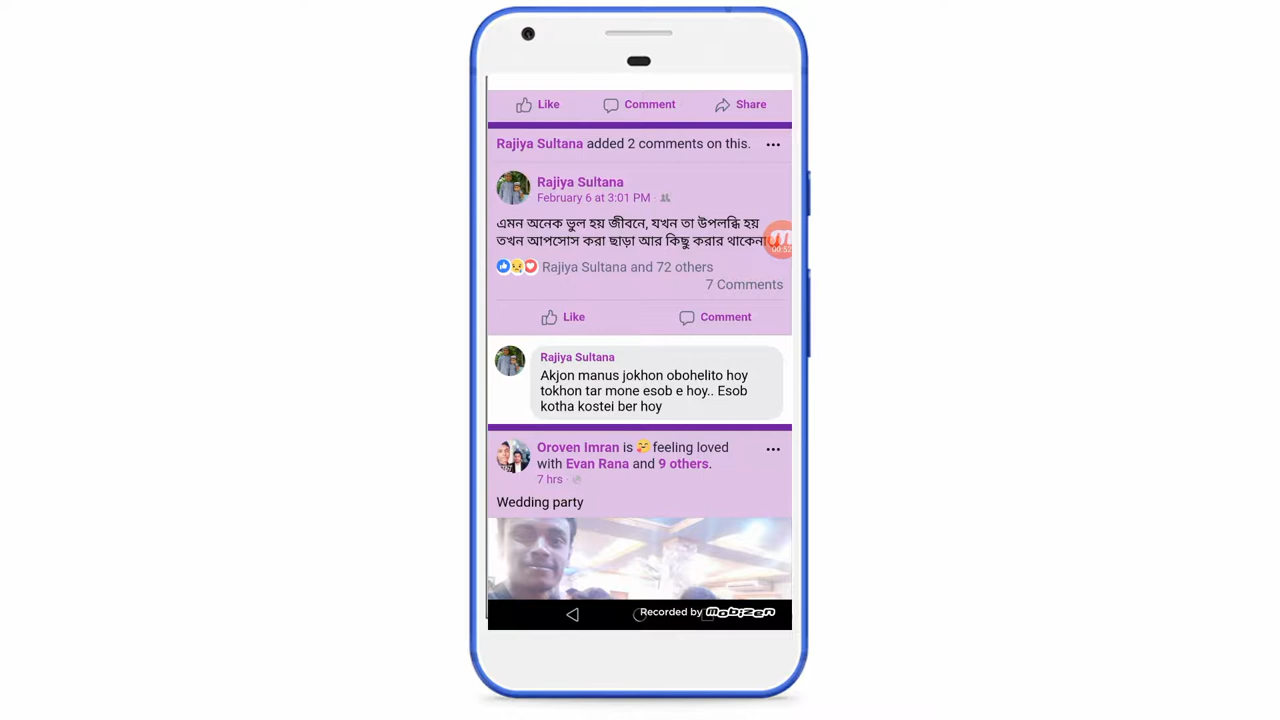 Like Comment Share
Rajiya Sultana added 2 comments on this.
Rajiya Sultana
February 6 at 3:01 PM
এমন অনেক ভুল হয় জীবনে, যখন তা উপলব্ধি হয়
তখন আপসোস করা ছাড়া আর কিছু করার থাকেনা
00:52
Rajiya Sultana and 72 others
7 Comments
Like Comment
Rajiya Sultana
Akjon manus jokhon obohelito hoy
tokhon tar mone esob e hoy.. Esob
kotha kostei ber hoy
Oroven Imran is feeling loved
with Evan Rana and 9 others.
7 hrs
Wedding party
Recorded by mobizen